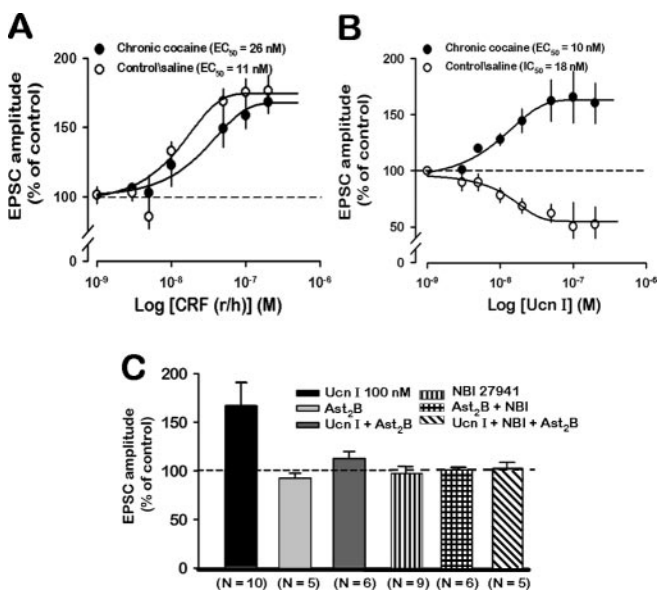 A
Chronic cocaine (EC50 = 26 nM)
Control\saline (EC50 = 11 nM)
EPSC amplitude
(% of control)
200
150
100
0
10-9
10-8
10-7
10-6
Log [CRF (r/h)] (M)
B
Chronic cocaine (EC50 = 10 nM)
Control\saline (IC50 = 18 nM)
EPSC amplitude
(% of control)
200
150
100
50
0
10-9
10-8
10-7
10-6
Log [Ucn I] (M)
C
EPSC amplitude
(% of control)
200
150
100
50
0
Ucn I 100 nM
Ast2B
Ucn I + Ast2B
NBI 27941
Ast2B + NBI
Ucn I + NBI + Ast2B
(N = 10) (N = 5) (N = 6) (N = 9) (N = 6) (N = 5)